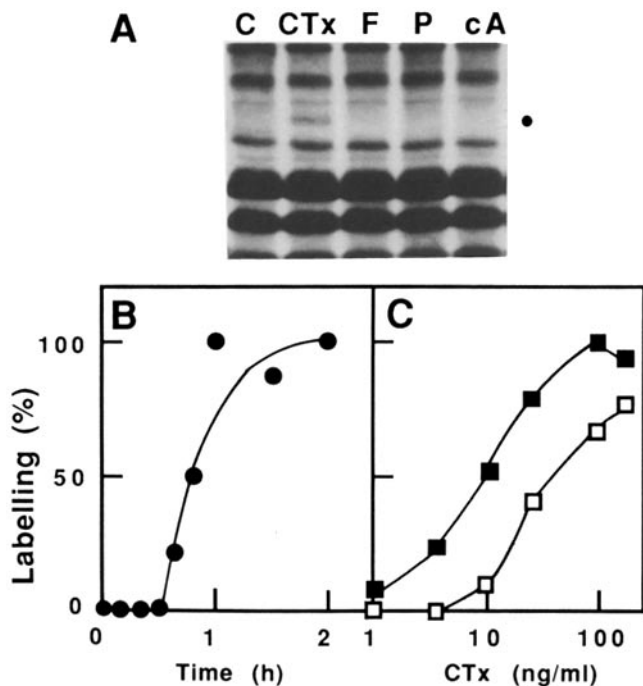 A C CTx F P cA
B C
100
50
0
Labelling (%)
0 1 2 1 10 100
Time (h) CTx (ng/ml)